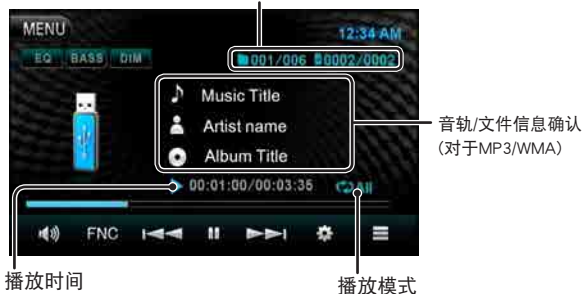 MENU
12:34 AM
EQ BASS DIM
001/006 0002/0002
Music Title
Artist name
Album Title
音轨/文件信息确认
(对于MP3/WMA)
00:01:00/00:03:35
All
FNC
播放时间
播放模式